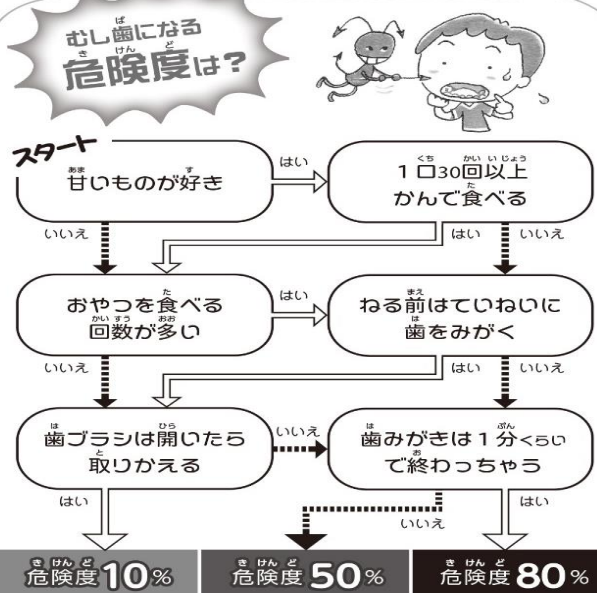 むし歯になる
危険度は？
スタート
甘いものが好き
はい
1口30回以上
かんで食べる
いいえ
はい
いいえ
おやつを食べる
回数が多い
はい
ねる前はていねいに
歯をみがく
いいえ
はい
いいえ
歯ブラシは開いたら
取りかえる
いいえ
歯みがきは1分くらい
で終わっちゃう
はい
いいえ
はい
危険度10%
危険度50%
危険度80%